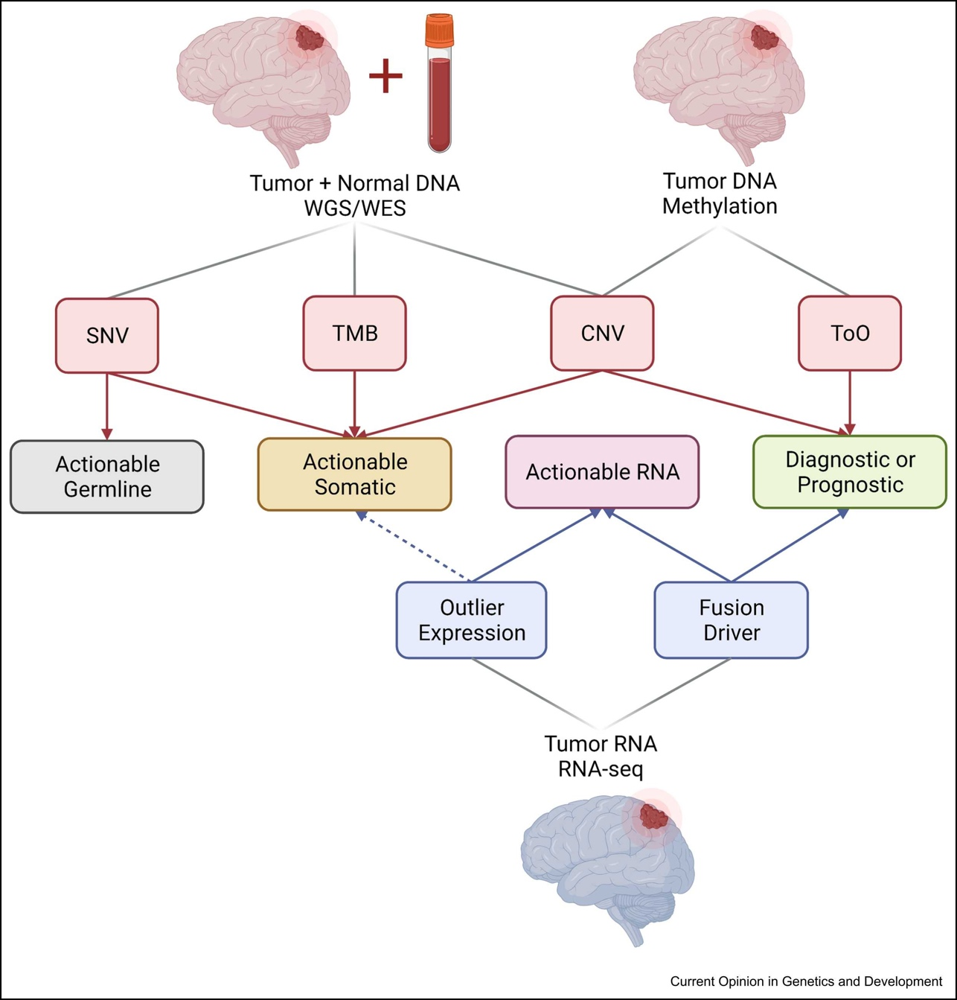 Tumor + Normal DNA
WGS/WES
Tumor DNA
Methylation
SNV
TMB
CNV
ToO
Actionable
Germline
Actionable
Somatic
Actionable RNA
Diagnostic or
Prognostic
Outlier
Expression
Fusion
Driver
Tumor RNA
RNA-seq
Current Opinion in Genetics and Development